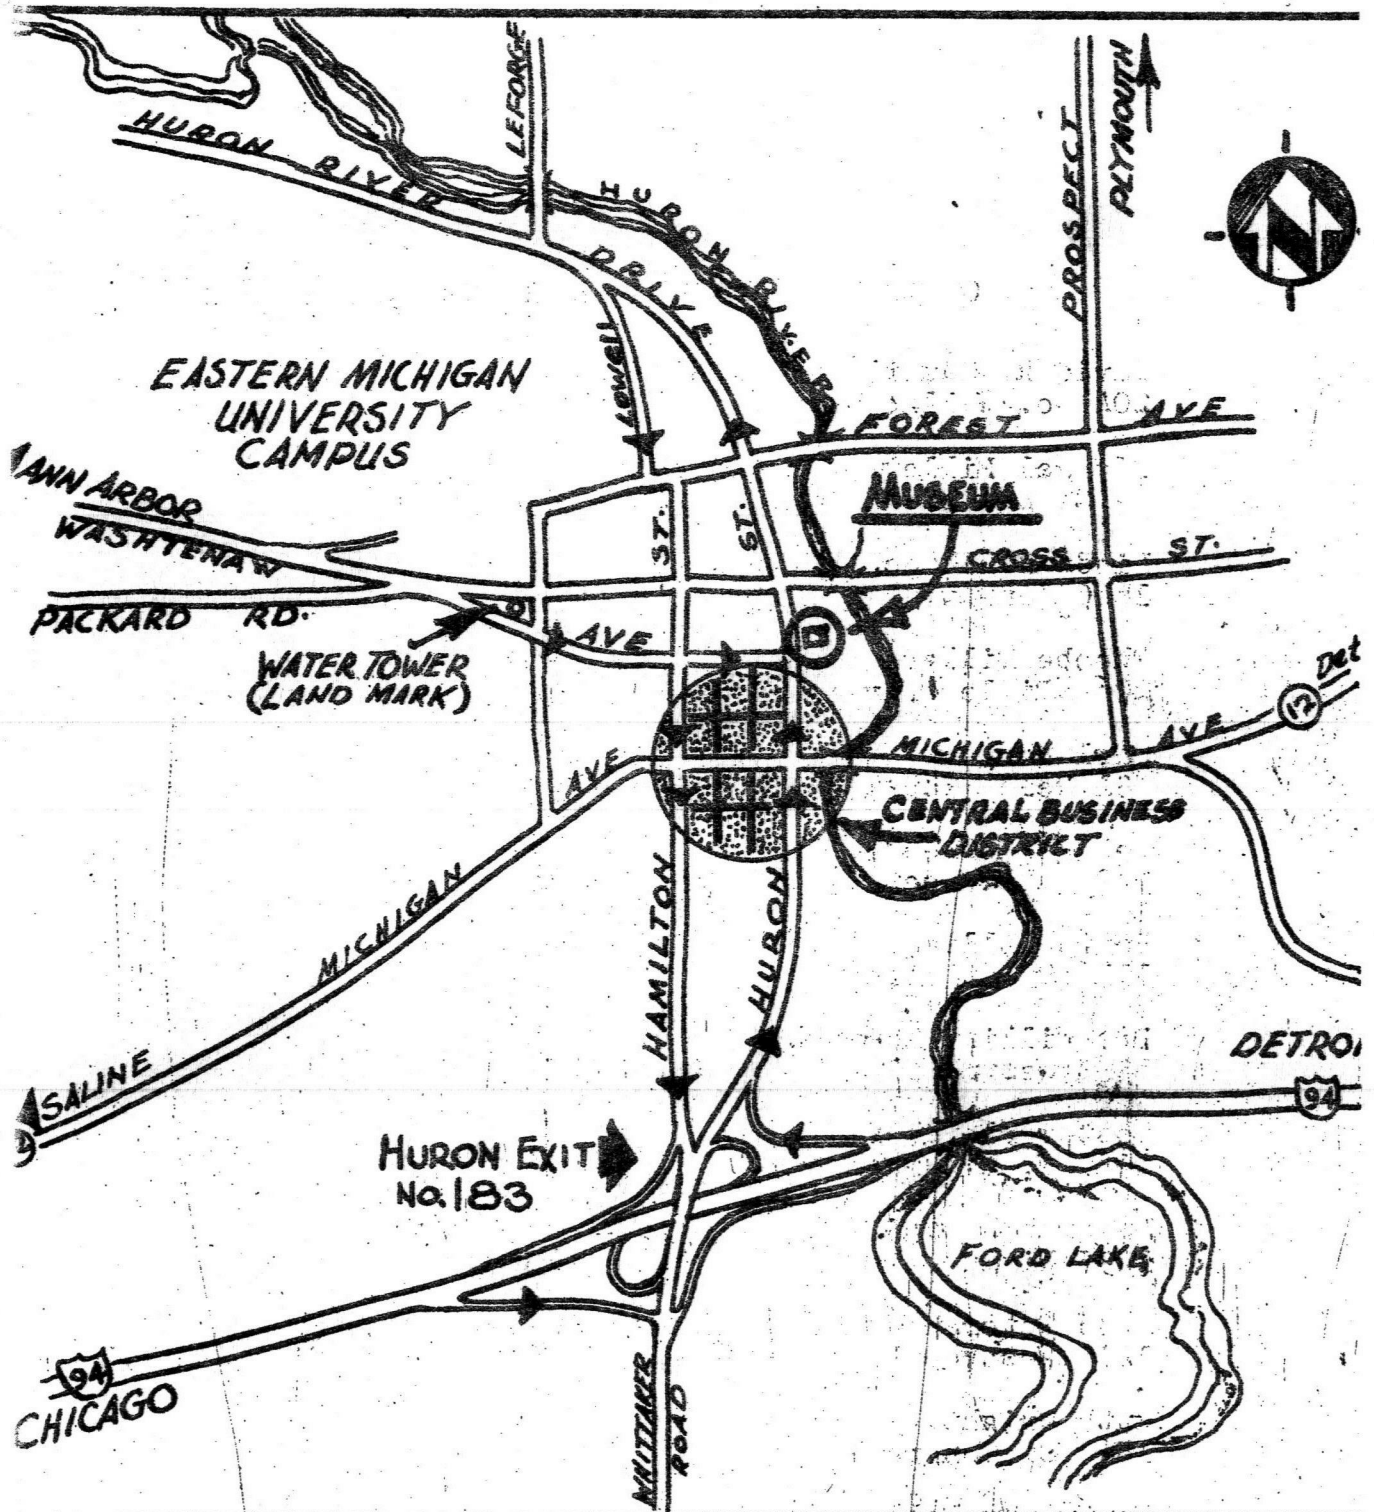 LEFORGE
PROSPECT
PLYMOUTH
HURON RIVER DRIVE
RIVER
N
EASTERN MICHIGAN
UNIVERSITY
CAMPUS
LOWELL
FOREST AVE
ANN ARBOR
WASHTENAW AVE
MUSEUM
ST.
ST.
CROSS ST.
PACKARD RD.
WATER TOWER
(LAND MARK)
Det
12
MICHIGAN AVE
AVE
CENTRAL BUSINESS
DISTRICT
MICHIGAN
HAMILTON
HURON
SALINE
DETROI
94
HURON EXIT
NO. 183
FORD LAKE
94
CHICAGO
WHITTAKER
ROAD